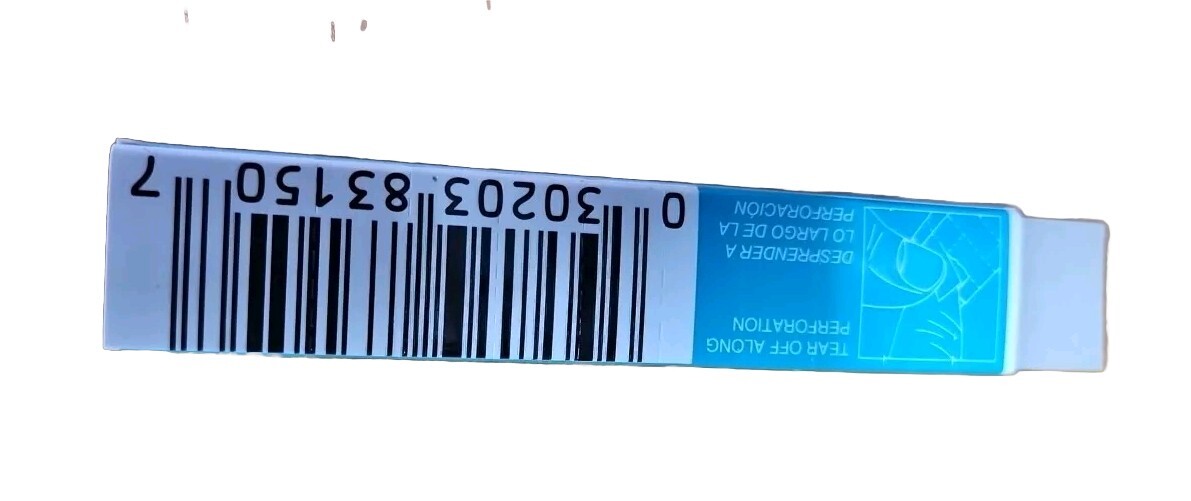 TEAR OFF ALONG
PERFORATION
DESPRENDER A
LO LARGO DE LA
PERFORACIÓN
0 30203 83150 7